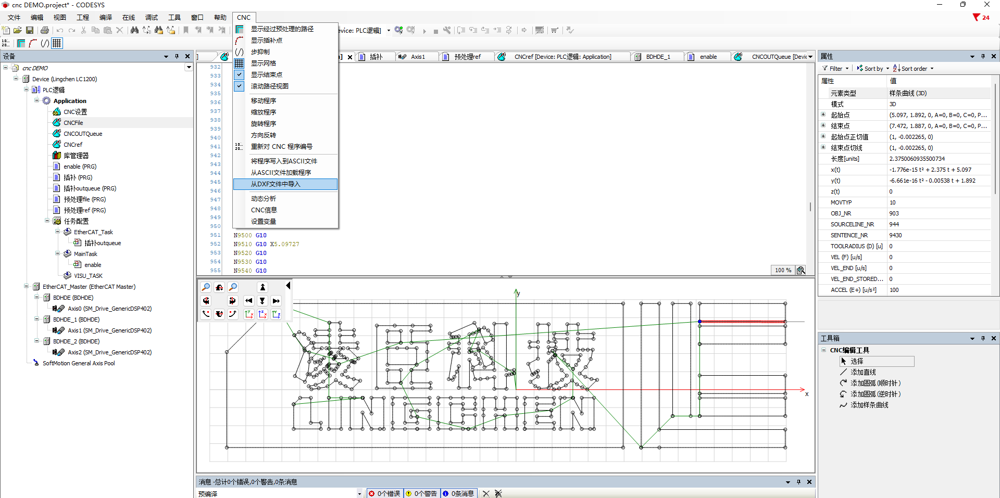 cnc DEMO.project* - CODESYS
文件 编辑 视图 工程 编译 在线 调试 工具 窗口 帮助 CNC
24
显示经过预处理的路径
显示插补点
步抑制
显示网格
显示结束点
滚动路径视图
移动程序
缩放程序
旋转程序
方向反转
重新对 CNC 程序编号
将程序写入到ASCII文件
从ASCII文件加载程序
从DXF文件中导入
动态分析
CNC信息
设置变量
evice: PLC逻辑]
设备
cnc DEMO
Device (Lingchen LC1200)
PLC逻辑
Application
CNC设置
CNCFile
CNCOUTQueue
CNCref
库管理器
enable (PRG)
插补 (PRG)
插补outqueue (PRG)
预处理file (PRG)
预处理ref (PRG)
任务配置
EtherCAT_Task
插补outqueue
MainTask
enable
VISU_TASK
EtherCAT_Master (EtherCAT Master)
BDHDE (BDHDE)
Axis0 (SM_Drive_GenericDSP402)
BDHDE_1 (BDHDE)
Axis1 (SM_Drive_GenericDSP402)
BDHDE_2 (BDHDE)
Axis2 (SM_Drive_GenericDSP402)
SoftMotion General Axis Pool
插补 Axis1 预处理ref CNCref [Device: PLC逻辑: Application] BDHDE_1 enable CNCOUTQueue [Devic
932
933
934
935
936
937
938
939
940
941
942
943
944
945
946
947
948
949
950
951 N9500 G10
952 N9510 G10 X5.09727
953 N9520 G10
954 N9530 G10
955 N9540 G10
100 %
y
x
凌臣科技
LINGCHEN
消息 -总计0个错误,0个警告,0条消息
预编译 0个错误 0个警告 0条消息
属性
Filter Sort by Sort order
属性 值
元素类型 样条曲线 (3D)
模式 3D
起始点 (5.097, 1.892, 0, A=0, B=0, C=0, P...
结束点 (7.472, 1.887, 0, A=0, B=0, C=0, P...
起始点正切值 (1, -0.002265, 0)
结束点切线 (1, -0.002265, 0)
长度[units] 2.3750060935500734
x(t) -1.776e-15 t² + 2.375 t + 5.097
y(t) -6.661e-16 t² - 0.00538 t + 1.892
z(t) 0
MOVTYP 10
OBJ_NR 903
SOURCELINE_NR 944
SENTENCE_NR 9430
TOOLRADIUS (D) [u] 0
VEL (F) [u/s] 0
VEL_END [u/s] 0
VEL_END_STORED... 0
ACCEL (E+) [u/s²] 100
工具箱
CNC编辑工具
选择
添加直线
添加圆弧(顺时针)
添加圆弧(逆时针)
添加样条曲线